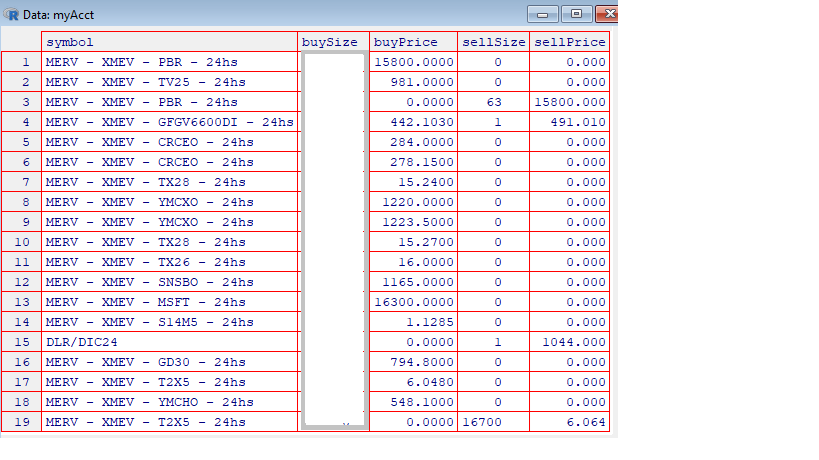 Data: myAcct
symbol buySize buyPrice sellSize sellPrice
1 MERV - XMEV - PBR - 24hs 15800.0000 0 0.000
2 MERV - XMEV - TV25 - 24hs 981.0000 0 0.000
3 MERV - XMEV - PBR - 24hs 0.0000 63 15800.000
4 MERV - XMEV - GFGV6600DI - 24hs 442.1030 1 491.010
5 MERV - XMEV - CRCEO - 24hs 284.0000 0 0.000
6 MERV - XMEV - CRCEO - 24hs 278.1500 0 0.000
7 MERV - XMEV - TX28 - 24hs 15.2400 0 0.000
8 MERV - XMEV - YMCXO - 24hs 1220.0000 0 0.000
9 MERV - XMEV - YMCXO - 24hs 1223.5000 0 0.000
10 MERV - XMEV - TX28 - 24hs 15.2700 0 0.000
11 MERV - XMEV - TX26 - 24hs 16.0000 0 0.000
12 MERV - XMEV - SNSBO - 24hs 1165.0000 0 0.000
13 MERV - XMEV - MSFT - 24hs 16300.0000 0 0.000
14 MERV - XMEV - S14M5 - 24hs 1.1285 0 0.000
15 DLR/DIC24 0.0000 1 1044.000
16 MERV - XMEV - GD30 - 24hs 794.8000 0 0.000
17 MERV - XMEV - T2X5 - 24hs 6.0480 0 0.000
18 MERV - XMEV - YMCHO - 24hs 548.1000 0 0.000
19 MERV - XMEV - T2X5 - 24hs 0.0000 16700 6.064